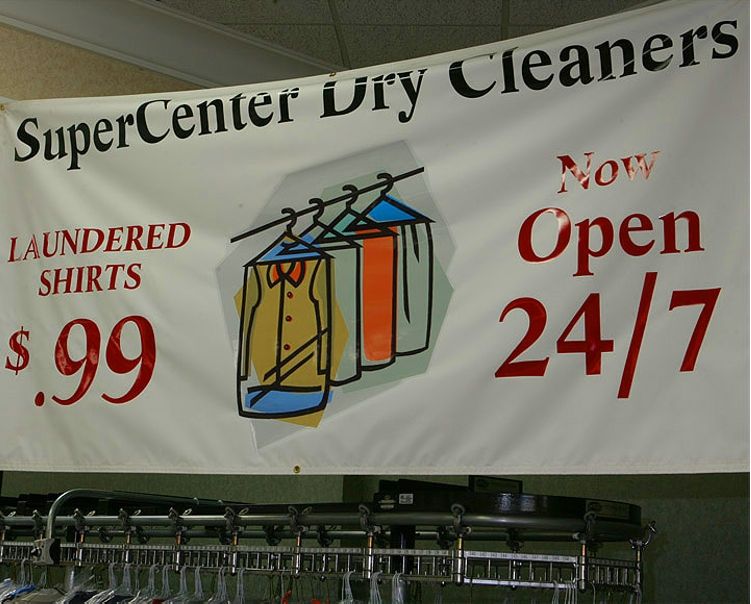 SuperCenter Dry Cleaners
LAUNDERED
SHIRTS
$.99
Now
Open
24/7